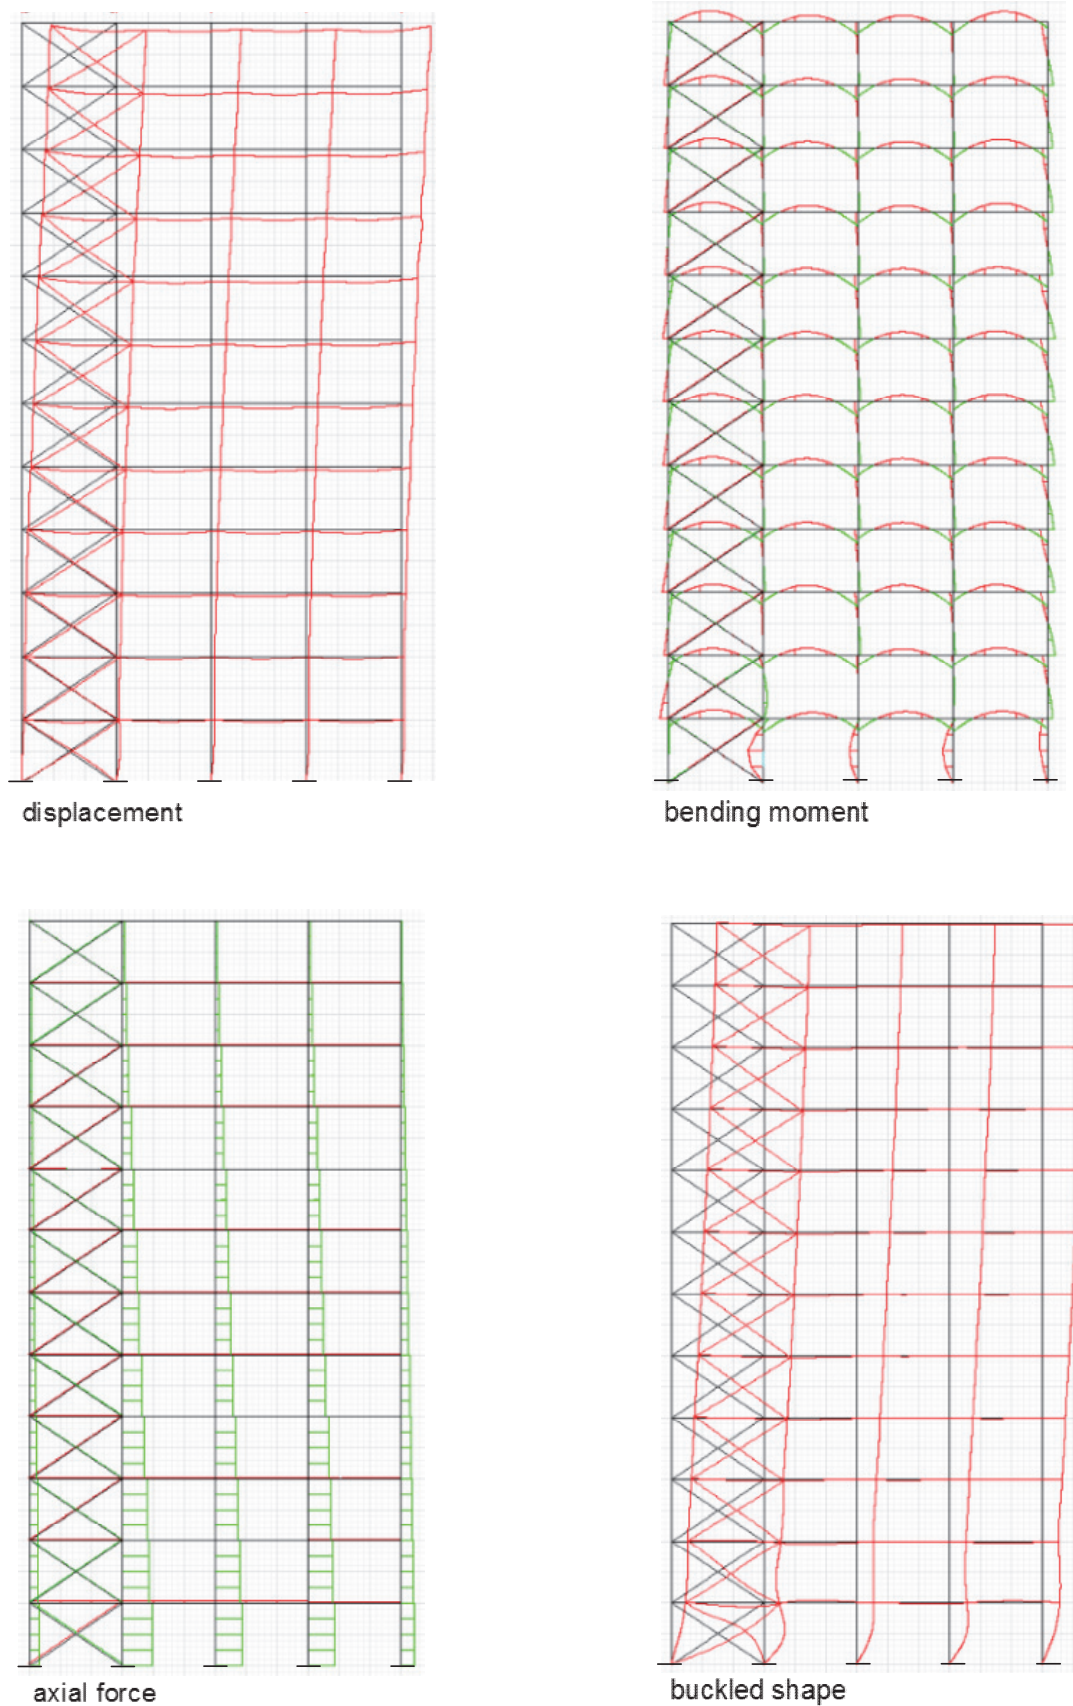 displacement
bending moment
axial force
buckled shape